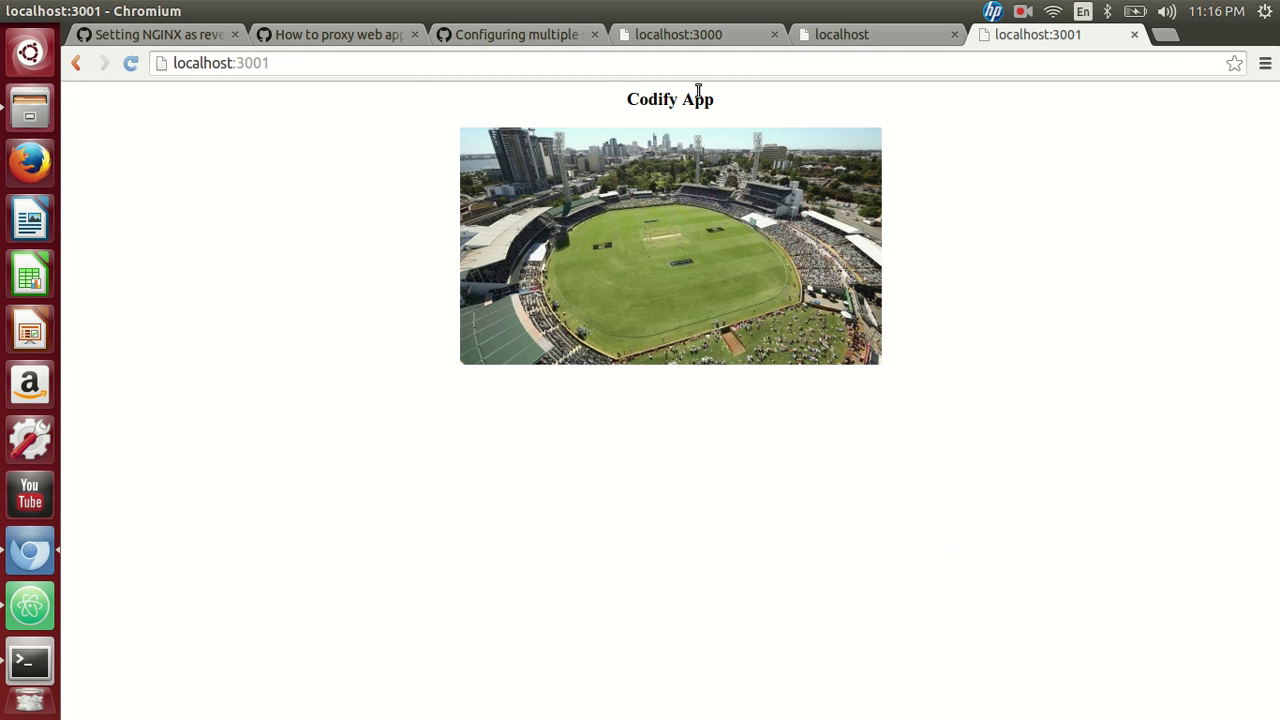 localhost:3001 - Chromium
En
11:16 PM
Setting NGINX as reve
How to proxy web app
Configuring multiple
localhost:3000
localhost
localhost:3001
localhost:3001
Codify App
hp
a
You
Tube
>_